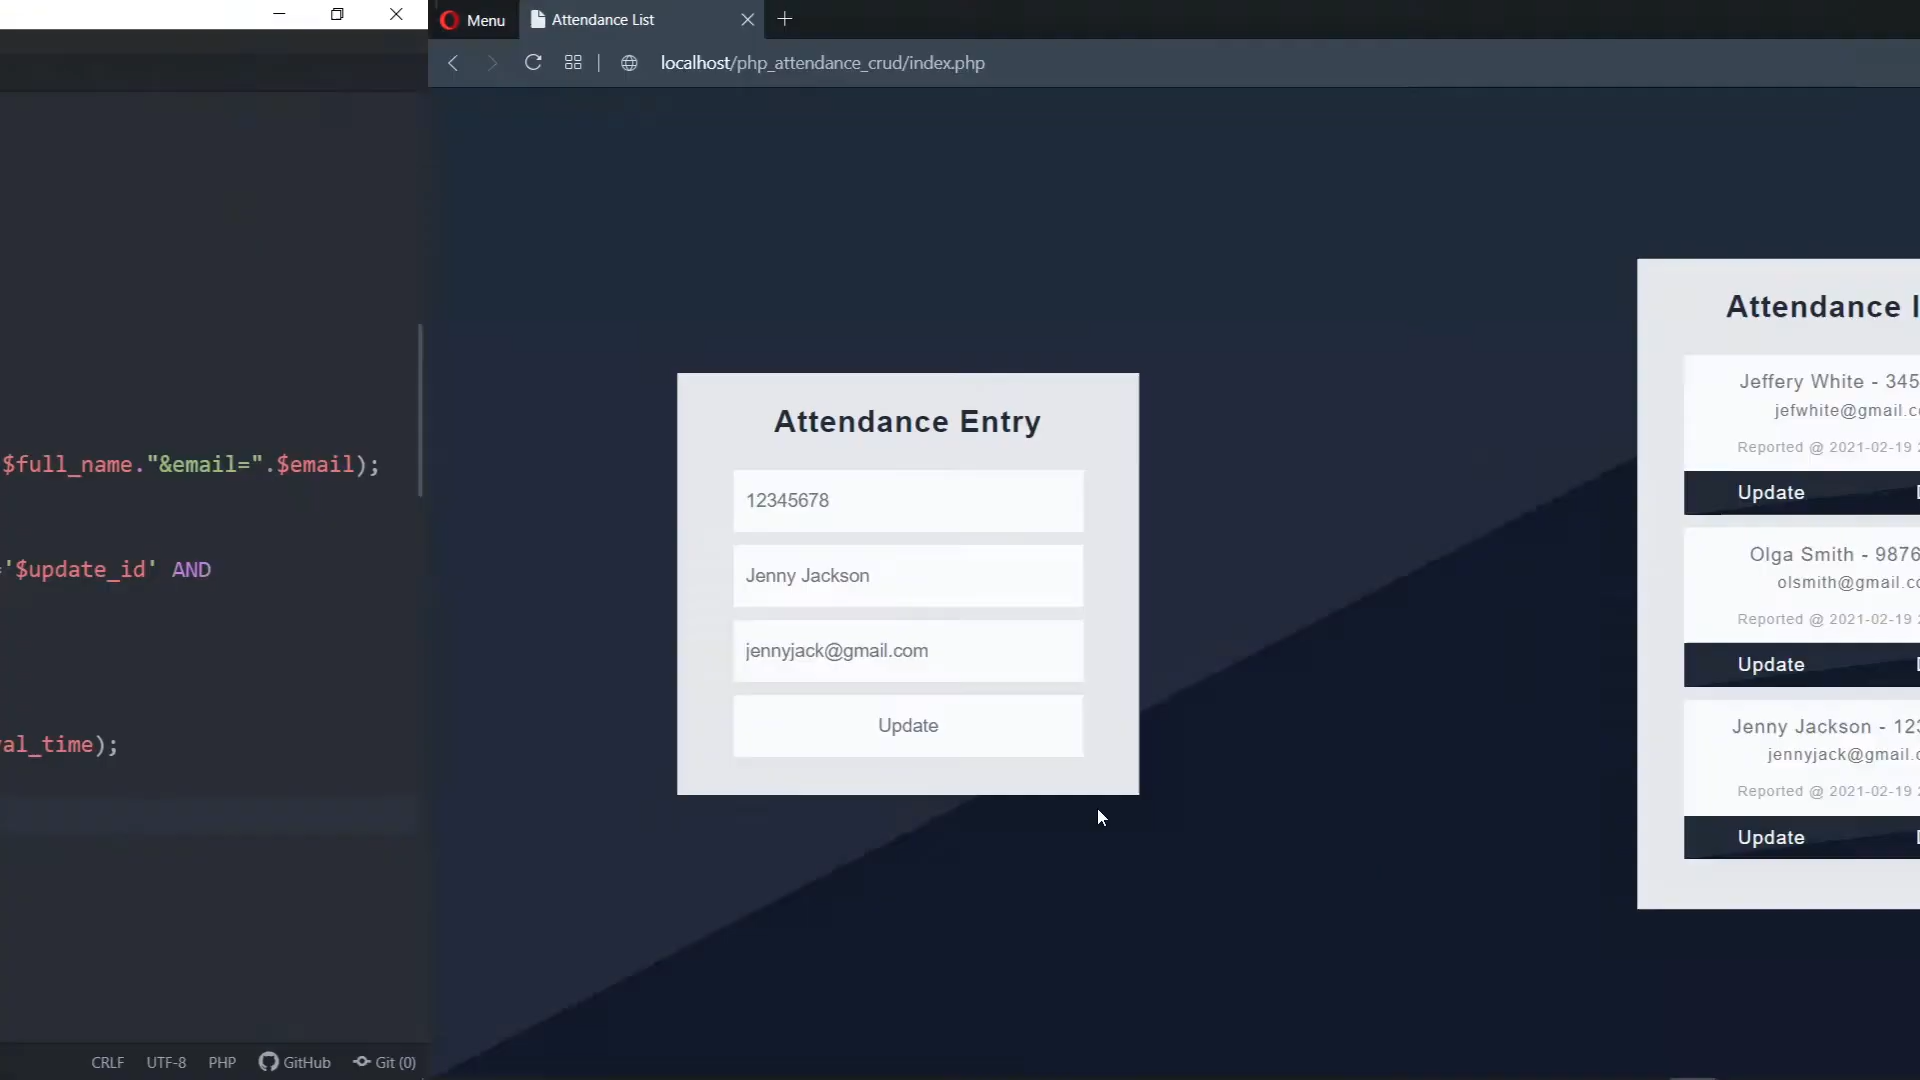 $full_name."&email=".$email);
='$update_id' AND
val_time);
CRLF UTF-8 PHP GitHub Git (0)
Menu
Attendance List
localhost/php_attendance_crud/index.php
Attendance Entry
12345678
Jenny Jackson
jennyjack@gmail.com
Update
Attendance
Jeffery White - 345
jefwhite@gmail.c
Reported @ 2021-02-19
Update
Olga Smith - 9876
olsmith@gmail.co
Reported @ 2021-02-19
Update
Jenny Jackson - 123
jennyjack@gmail.
Reported @ 2021-02-19
Update